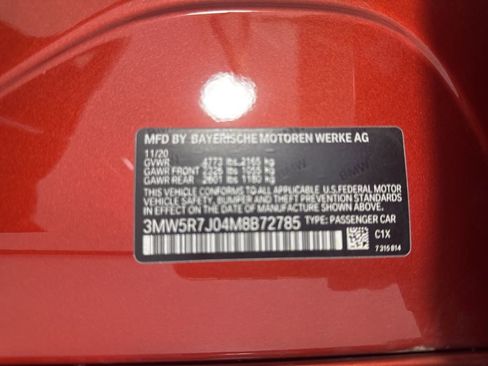 MFD BY BAYERISCHE MOTOREN WERKE AG
11/20
GVWR 4773 lbs 2165 kg
GAWR FRONT 2326 lbs 1055 kg
GAWR REAR 2601 lbs 1180 kg
THIS VEHICLE CONFORMS TO ALL APPLICABLE U.S. FEDERAL MOTOR
VEHICLE SAFETY, BUMPER, AND THEFT PREVENTION STANDARDS
IN EFFECT ON THE DATE OF MANUFACTURE SHOWN ABOVE.
3MW5R7J04M8B72785 TYPE: PASSENGER CAR
C1X
7 315 814